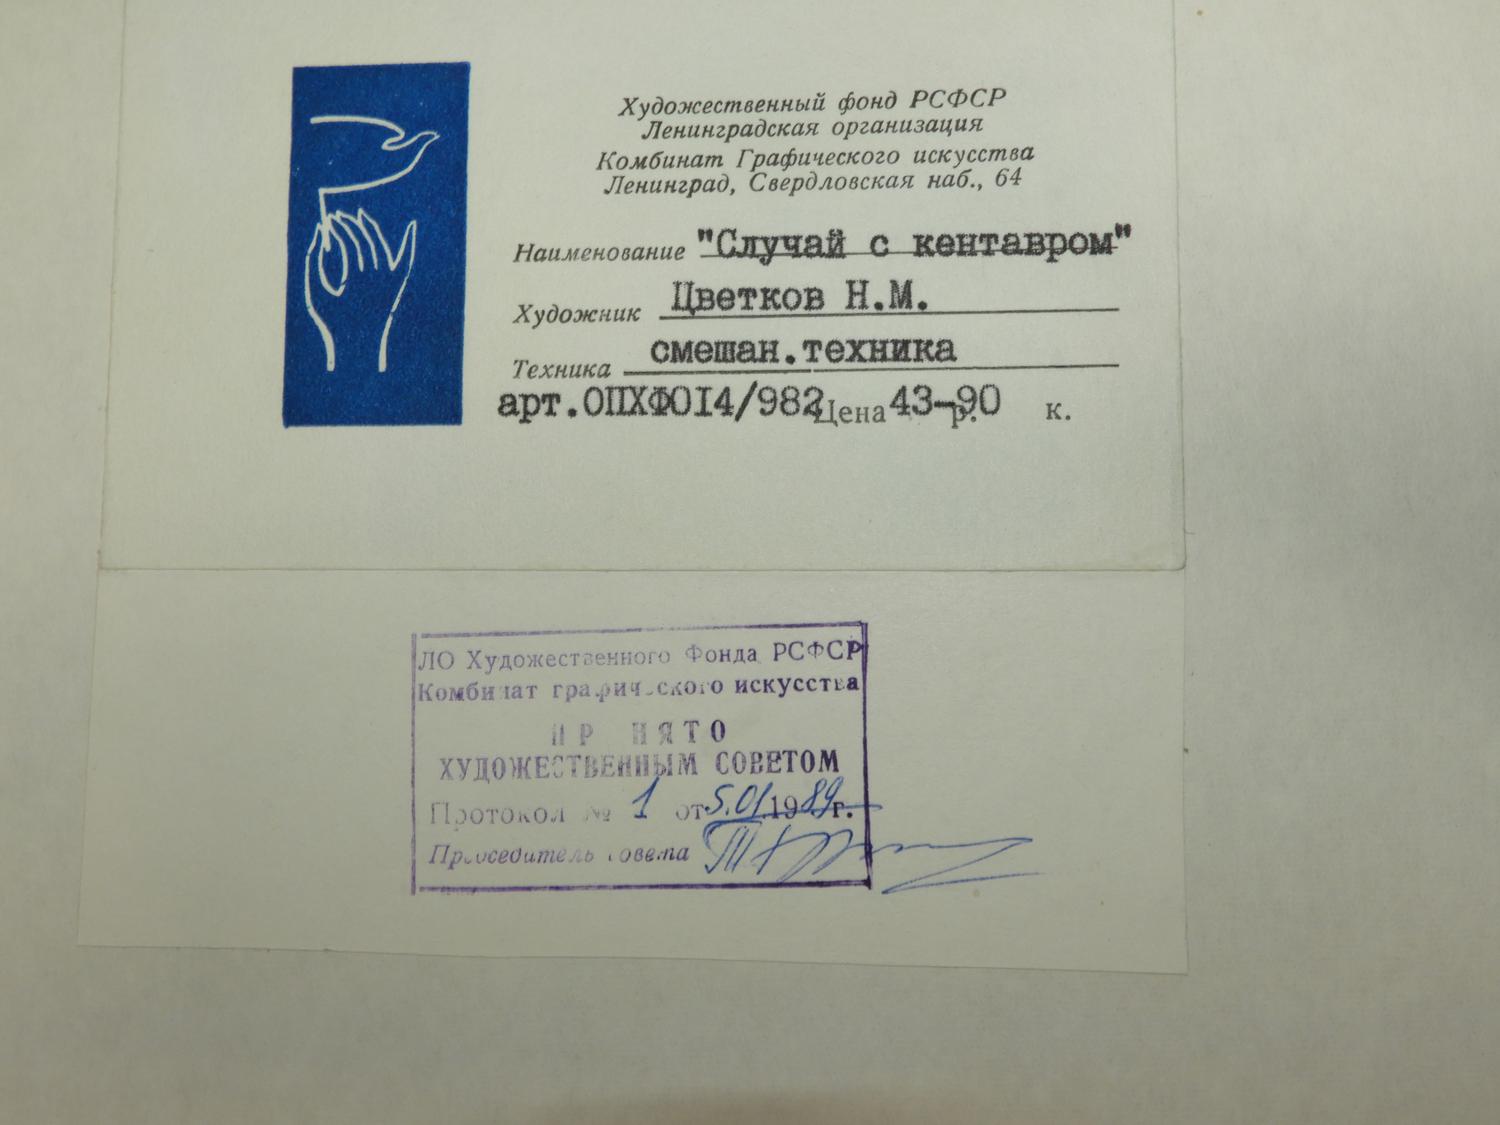 Художественный фонд РСФСР
Ленинградская организация
Комбинат Графического искусства
Ленинград, Свердловская наб., 64
Наименование "Случай с кентавром"
Художник Цветков Н.М.
Техника смешан.техника
арт.ОПХФОI4/982 Цена 43-90 р. к.
ЛО Художественного Фонда РСФСР
Комбинат графического искусства
ПРИНЯТО
ХУДОЖЕСТВЕННЫМ СОВЕТОМ
Протокол № 1 от 5.01 1989 г.
Председатель совета